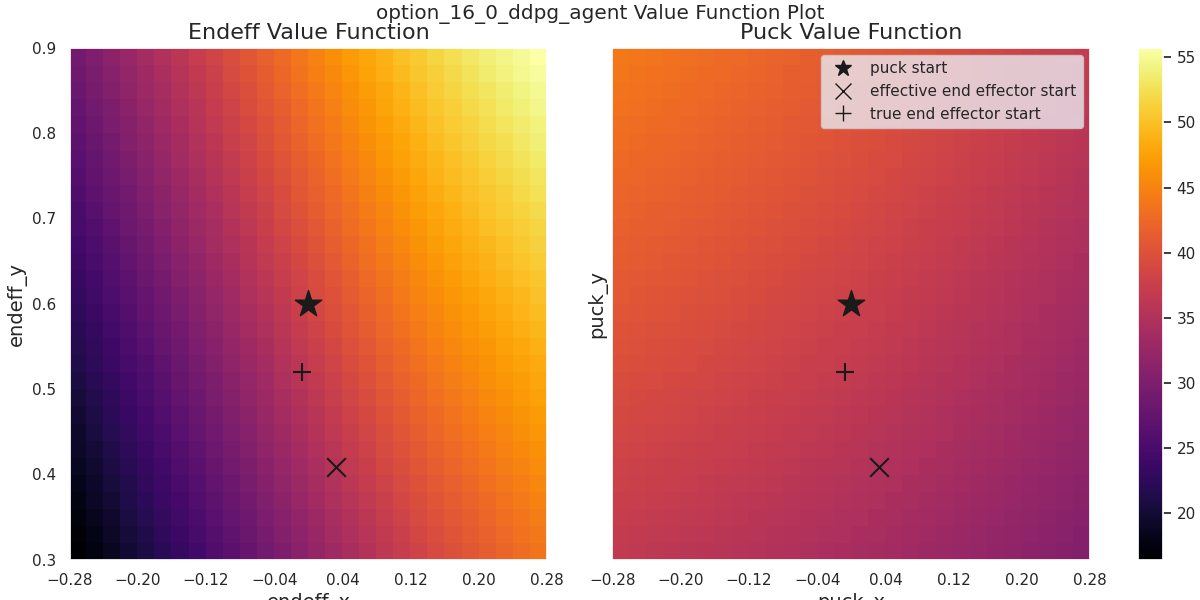 option_16_0_ddpg_agent Value Function Plot
Endeff Value Function
Puck Value Function
puck start
effective end effector start
true end effector start
endeff_y
0.9
0.8
0.7
0.6
0.5
0.4
0.3
−0.28 −0.20 −0.12 −0.04 0.04 0.12 0.20 0.28
endeff_x
puck_y
−0.28 −0.20 −0.12 −0.04 0.04 0.12 0.20 0.28
puck_x
55
50
45
40
35
30
25
20